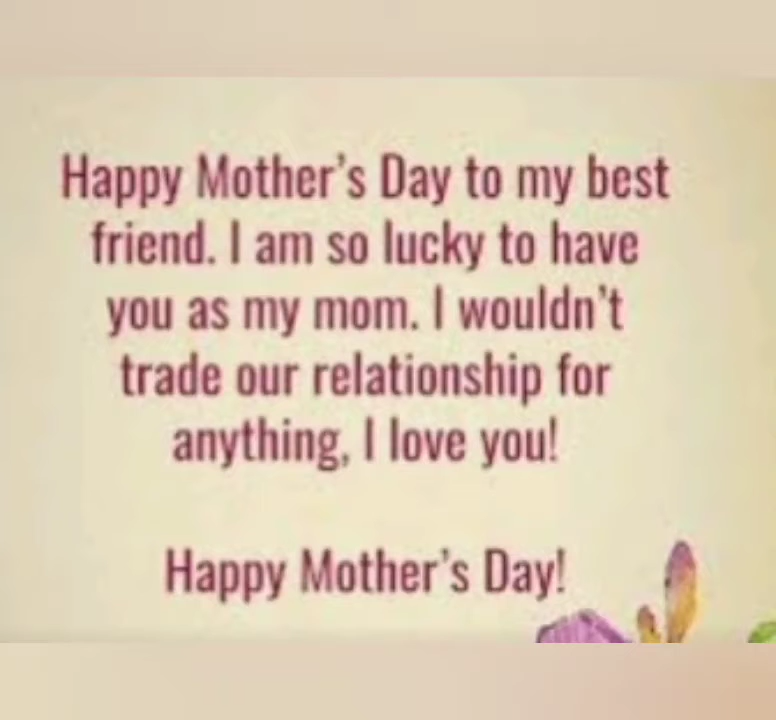 Happy Mother's Day to my best
friend. I am so lucky to have
you as my mom. I wouldn't
trade our relationship for
anything, I love you!
Happy Mother's Day!